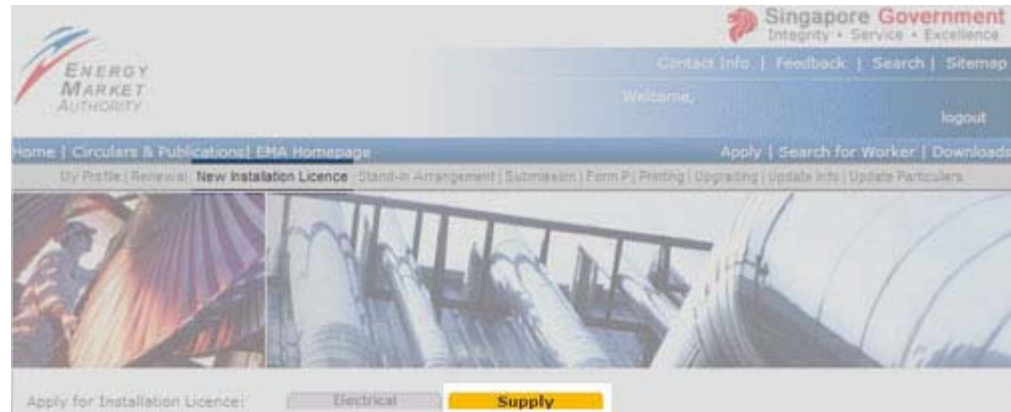 Singapore Government
Integrity • Service • Excellence
ENERGY
MARKET
AUTHORITY
Contact Info | Feedback | Search | Sitemap
Welcome,
logout
Home | Circulars & Publications| EMA Homepage
Apply | Search for Worker | Downloads
My Profile | Renewal | New Installation Licence | Stand-in Arrangement | Submission | Form P | Printing | Upgrading | Update Info | Update Particulars
Apply for Installation Licence:
Electrical
Supply